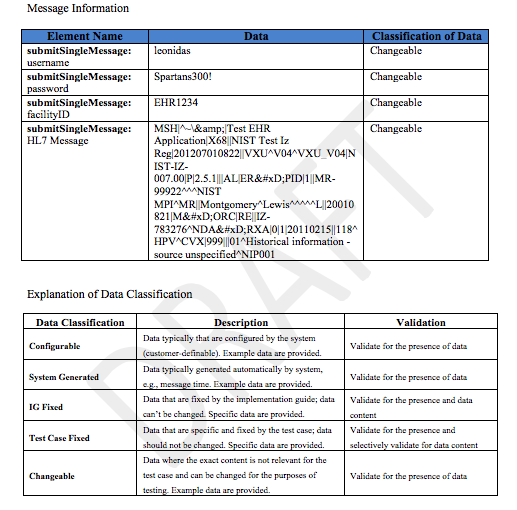 Message Information
Element Name Data Classification of Data
submitSingleMessage: leonidas Changeable
username
submitSingleMessage: Spartans300! Changeable
password
submitSingleMessage: EHR1234 Changeable
facilityID
submitSingleMessage: MSH|^~\&amp;|Test EHR Changeable
HL7 Message Application|X68||NIST Test Iz
Reg|201207010822||VXU^V04^VXU_V04|N
IST-IZ-
007.00|P|2.5.1|||AL|ER&#xD;PID|1||MR-
99922^^^NIST
MPI^MR||Montgomery^Lewis^^^^^L||20010
821|M&#xD;ORC|RE||IZ-
783276^NDA&#xD;RXA|0|1|20110215||118^
HPV^CVX|999|||01^Historical information -
source unspecified^NIP001
DRAFT
Explanation of Data Classification
Data Classification Description Validation
Configurable Data typically that are configured by the system Validate for the presence of data
(customer-definable). Example data are provided.
System Generated Data typically generated automatically by system, Validate for the presence of data
e.g., message time. Example data are provided.
IG Fixed Data that are fixed by the implementation guide; data Validate for the presence and data
can't be changed. Specific data are provided. content
Test Case Fixed Data that are specific and fixed by the test case; data Validate for the presence and
should not be changed. Specific data are provided. selectively validate for data content
Data where the exact content is not relevant for the
Changeable test case and can be changed for the purposes of Validate for the presence of data
testing. Example data are provided.